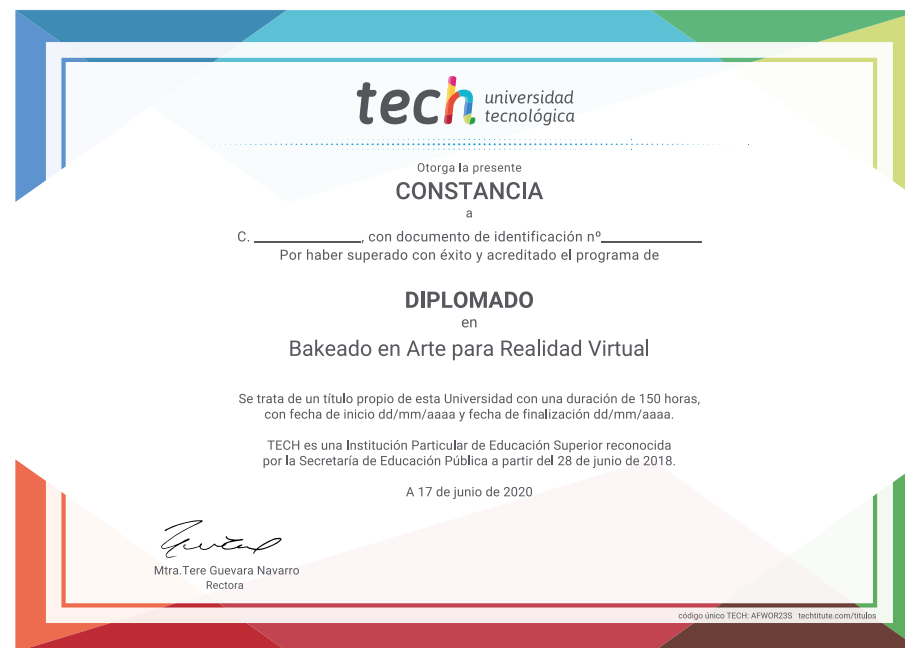 tech universidad
tecnológica
Otorga la presente
CONSTANCIA
a
C. ____________, con documento de identificación nº____________
Por haber superado con éxito y acreditado el programa de
DIPLOMADO
en
Bakeado en Arte para Realidad Virtual
Se trata de un título propio de esta Universidad con una duración de 150 horas,
con fecha de inicio dd/mm/aaaa y fecha de finalización dd/mm/aaaa.
TECH es una Institución Particular de Educación Superior reconocida
por la Secretaría de Educación Pública a partir del 28 de junio de 2018.
A 17 de junio de 2020
Mtra.Tere Guevara Navarro
Rectora
código único TECH: AFWOR23S techtitute.com/titulos